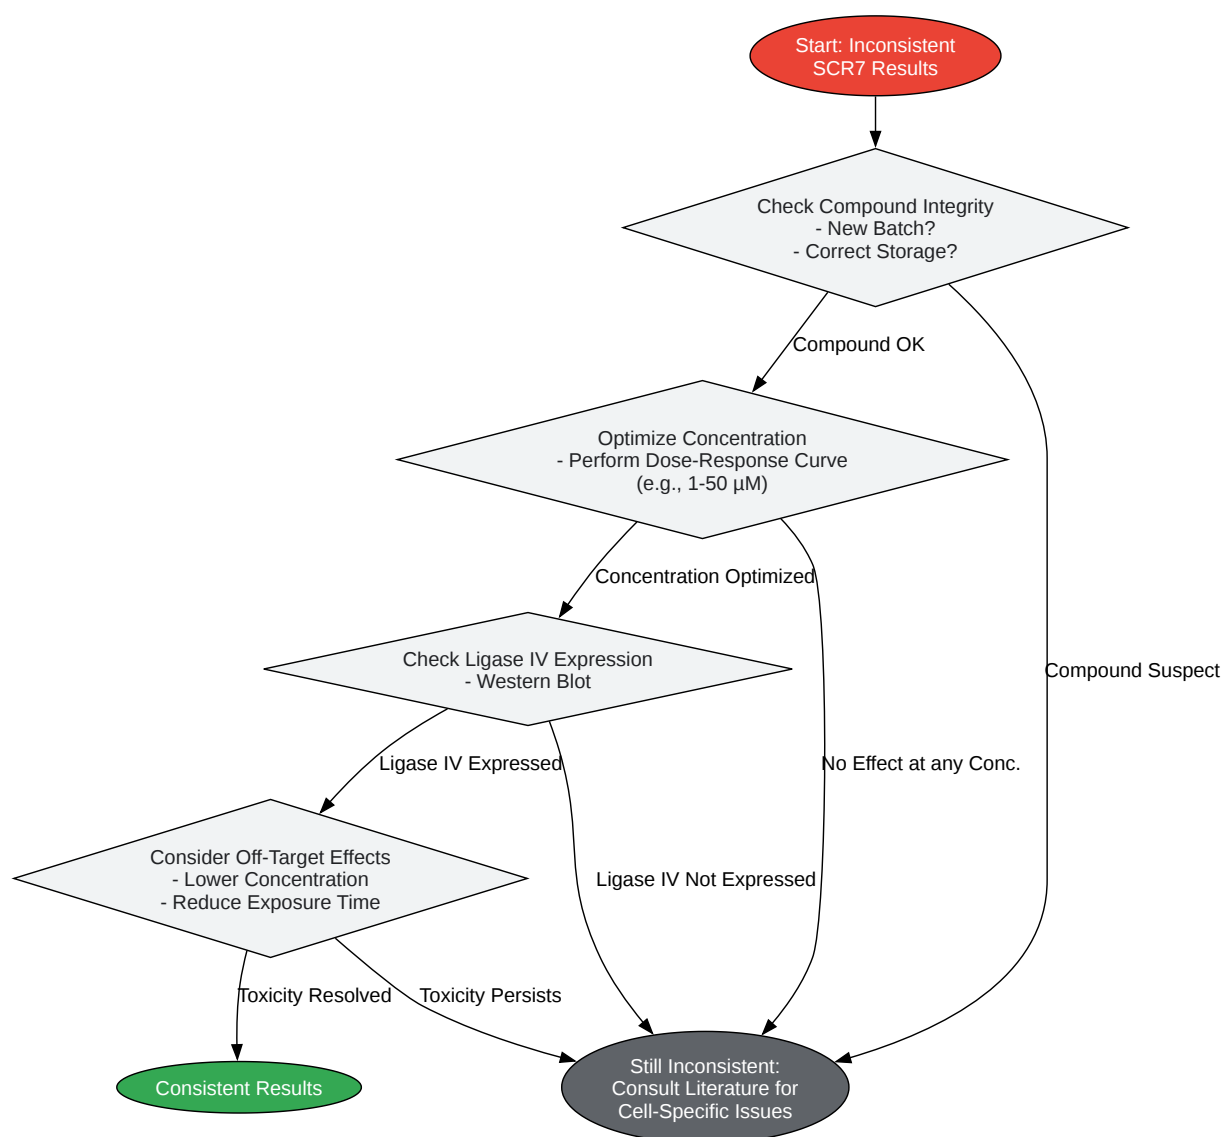 Start: Inconsistent
SCR7 Results
Check Compound Integrity
- New Batch?
- Correct Storage?
Compound OK
Optimize Concentration
- Perform Dose-Response Curve
(e.g., 1-50 µM)
Concentration Optimized
Check Ligase IV Expression
- Western Blot
Compound Suspect
Ligase IV Expressed
No Effect at any Conc.
Consider Off-Target Effects
- Lower Concentration
- Reduce Exposure Time
Ligase IV Not Expressed
Toxicity Resolved
Toxicity Persists
Consistent Results
Still Inconsistent:
Consult Literature for
Cell-Specific Issues